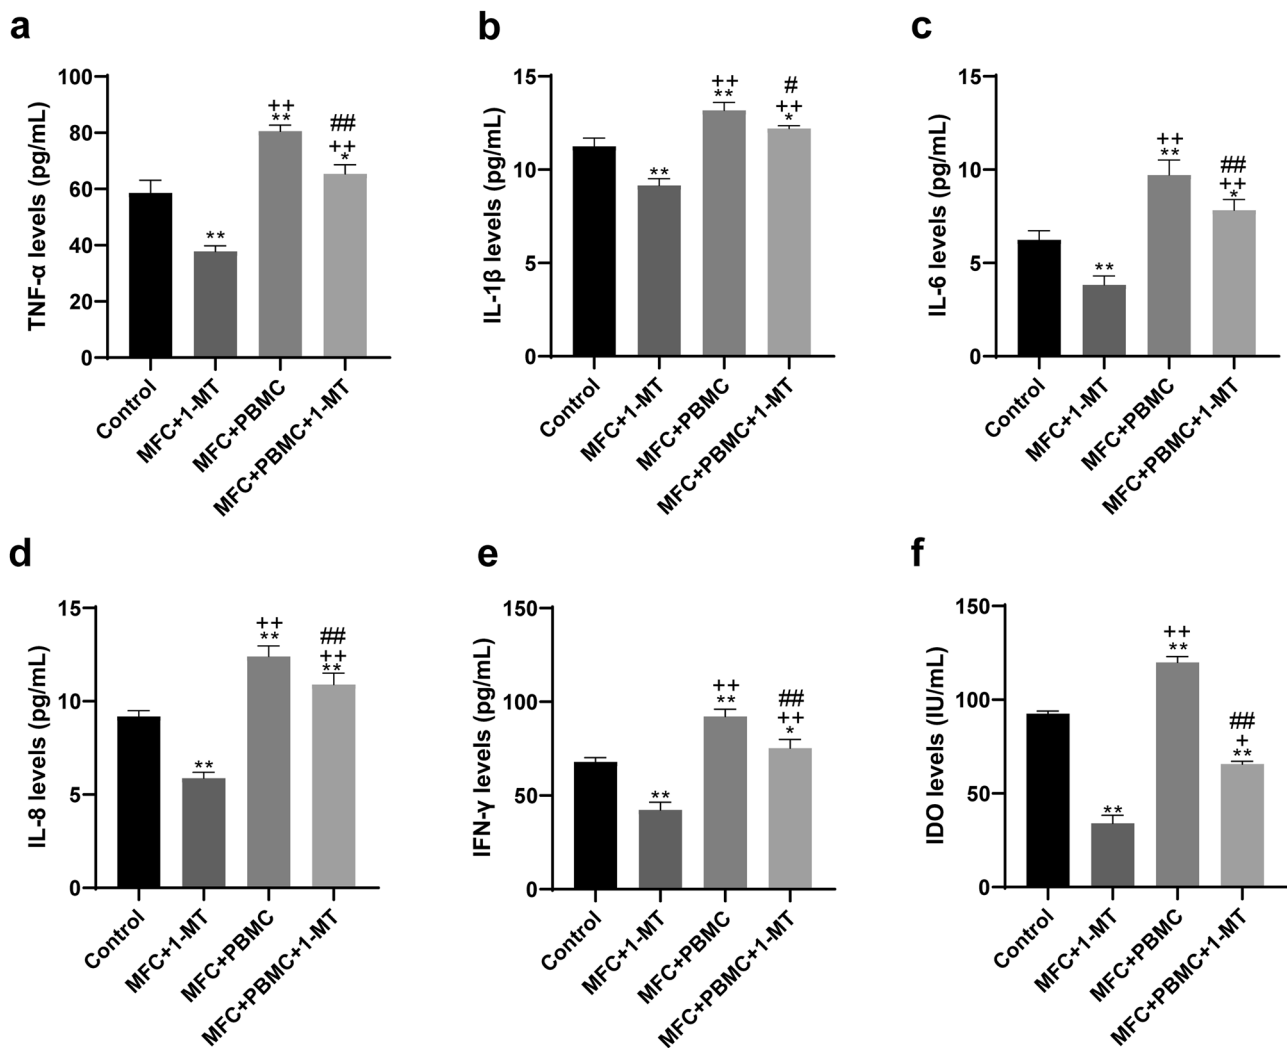 a
TNF-α levels (pg/mL)
100
80
60
40
20
0
**
++
**
##
++
*
Control
MFC+1-MT
MFC+PBMC
MFC+PBMC+1-MT
b
IL-1β levels (pg/mL)
15
10
5
0
**
++
**
#
++
*
Control
MFC+1-MT
MFC+PBMC
MFC+PBMC+1-MT
c
IL-6 levels (pg/mL)
15
10
5
0
**
++
**
##
++
*
Control
MFC+1-MT
MFC+PBMC
MFC+PBMC+1-MT
d
IL-8 levels (pg/mL)
15
10
5
0
**
++
**
##
++
**
Control
MFC+1-MT
MFC+PBMC
MFC+PBMC+1-MT
e
IFN-γ levels (pg/mL)
150
100
50
0
**
++
**
##
++
*
Control
MFC+1-MT
MFC+PBMC
MFC+PBMC+1-MT
f
IDO levels (IU/mL)
150
100
50
0
**
++
**
##
+
**
Control
MFC+1-MT
MFC+PBMC
MFC+PBMC+1-MT